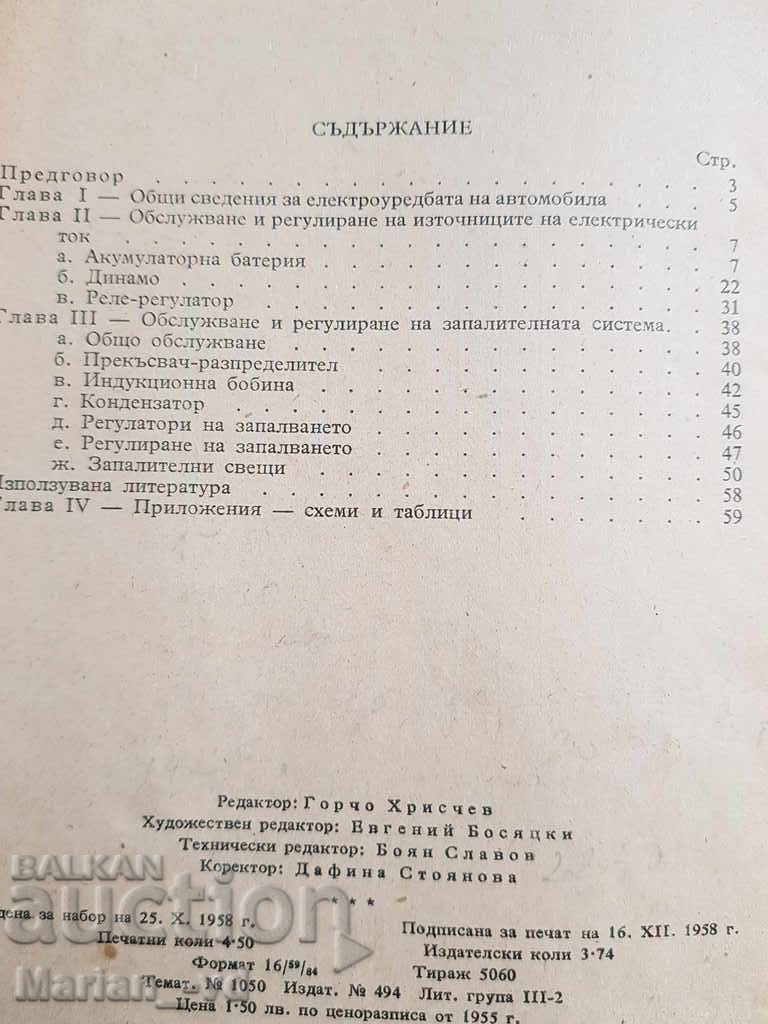 СЪДЪРЖАНИЕ
Стр.
Предговор . . . . . . . . . . . . . . . . 3
Глава I — Общи сведения за електроуредбата на автомобила . . . 5
Глава II — Обслужване и регулиране на източниците на електрически
ток . . . . . . . . . . . . . . . . . 7
а. Акумулаторна батерия . . . . . . . . . . 7
б. Динамо . . . . . . . . . . . . . . . 22
в. Реле-регулатор . . . . . . . . . . . . 31
Глава III — Обслужване и регулиране на запалителната система. . 38
а. Общо обслужване . . . . . . . . . . . 38
б. Прекъсвач-разпределител . . . . . . . . . 40
в. Индукционна бобина . . . . . . . . . . 42
г. Кондензатор . . . . . . . . . . . . . 45
д. Регулатори на запалването . . . . . . . . . 46
е. Регулиране на запалването . . . . . . . . . 47
ж. Запалителни свещи . . . . . . . . . . . 50
Използувана литература . . . . . . . . . . . . 58
Глава IV — Приложения — схеми и таблици . . . . . . 59
Редактор: Горчо Хрисчев
Художествен редактор: Евгений Босяцки
Технически редактор: Боян Славов
Коректор: Дафина Стоянова
* * *
дена за набор на 25. X. 1958 г.
Подписана за печат на 16. XII. 1958 г.
Печатни коли 4·50
Издателски коли 3·74
Формат 16/59/84
Тираж 5060
Темат. № 1050 Издат. № 494 Лит. група III-2
Цена 1·50 лв. по ценоразписа от 1955 г.
BALKAN
auction